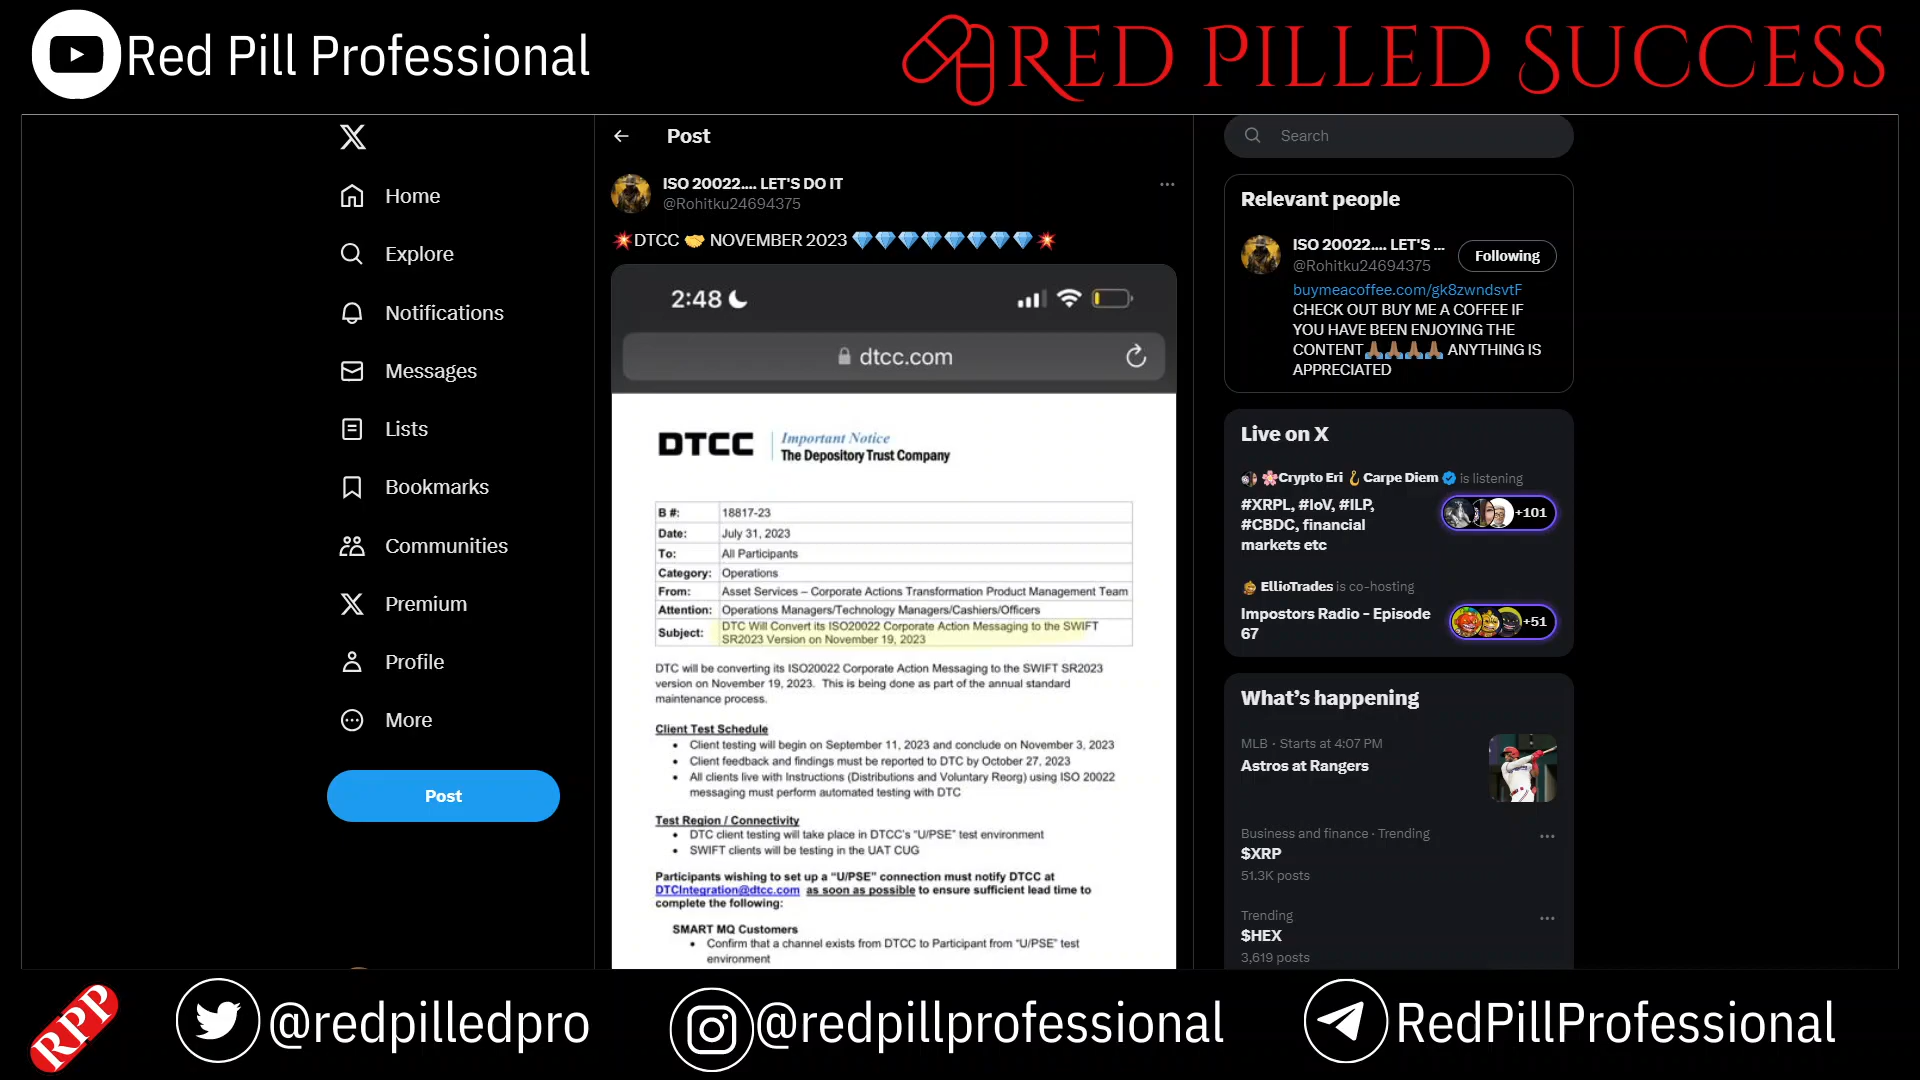 Red Pill Professional
RED PILLED SUCCESS
Home
Explore
Notifications
Messages
Lists
Bookmarks
Communities
Premium
Profile
More
Post
Post
ISO 20022.... LET'S DO IT
@Rohitku24694375
💥DTCC 🤝 NOVEMBER 2023 💎💎💎💎💎💎💎💎💥
2:48
dtcc.com
DTCC Important Notice
The Depository Trust Company
B #: 18817-23
Date: July 31, 2023
To: All Participants
Category: Operations
From: Asset Services – Corporate Actions Transformation Product Management Team
Attention: Operations Managers/Technology Managers/Cashiers/Officers
Subject: DTC Will Convert its ISO20022 Corporate Action Messaging to the SWIFT
SR2023 Version on November 19, 2023
DTC will be converting its ISO20022 Corporate Action Messaging to the SWIFT SR2023
version on November 19, 2023. This is being done as part of the annual standard
maintenance process.
Client Test Schedule
• Client testing will begin on September 11, 2023 and conclude on November 3, 2023
• Client feedback and findings must be reported to DTC by October 27, 2023
• All clients live with Instructions (Distributions and Voluntary Reorg) using ISO 20022
messaging must perform automated testing with DTC
Test Region / Connectivity
• DTC client testing will take place in DTCC's "U/PSE" test environment
• SWIFT clients will be testing in the UAT CUG
Participants wishing to set up a "U/PSE" connection must notify DTCC at
DTCIntegration@dtcc.com as soon as possible to ensure sufficient lead time to
complete the following:
SMART MQ Customers
• Confirm that a channel exists from DTCC to Participant from "U/PSE" test
environment
Search
Relevant people
ISO 20022.... LET'S ...
@Rohitku24694375
Following
buymeacoffee.com/gk8zwndsvtF
CHECK OUT BUY ME A COFFEE IF
YOU HAVE BEEN ENJOYING THE
CONTENT🙏🏽🙏🏽🙏🏽🙏🏽 ANYTHING IS
APPRECIATED
Live on X
🌸Crypto Eri 🪝Carpe Diem is listening
#XRPL, #IoV, #ILP,
#CBDC, financial
markets etc
+101
EllioTrades is co-hosting
Impostors Radio - Episode
67
+51
What's happening
MLB · Starts at 4:07 PM
Astros at Rangers
Business and finance · Trending
$XRP
51.3K posts
Trending
$HEX
3,619 posts
RPP
@redpilledpro
@redpillprofessional
RedPillProfessional